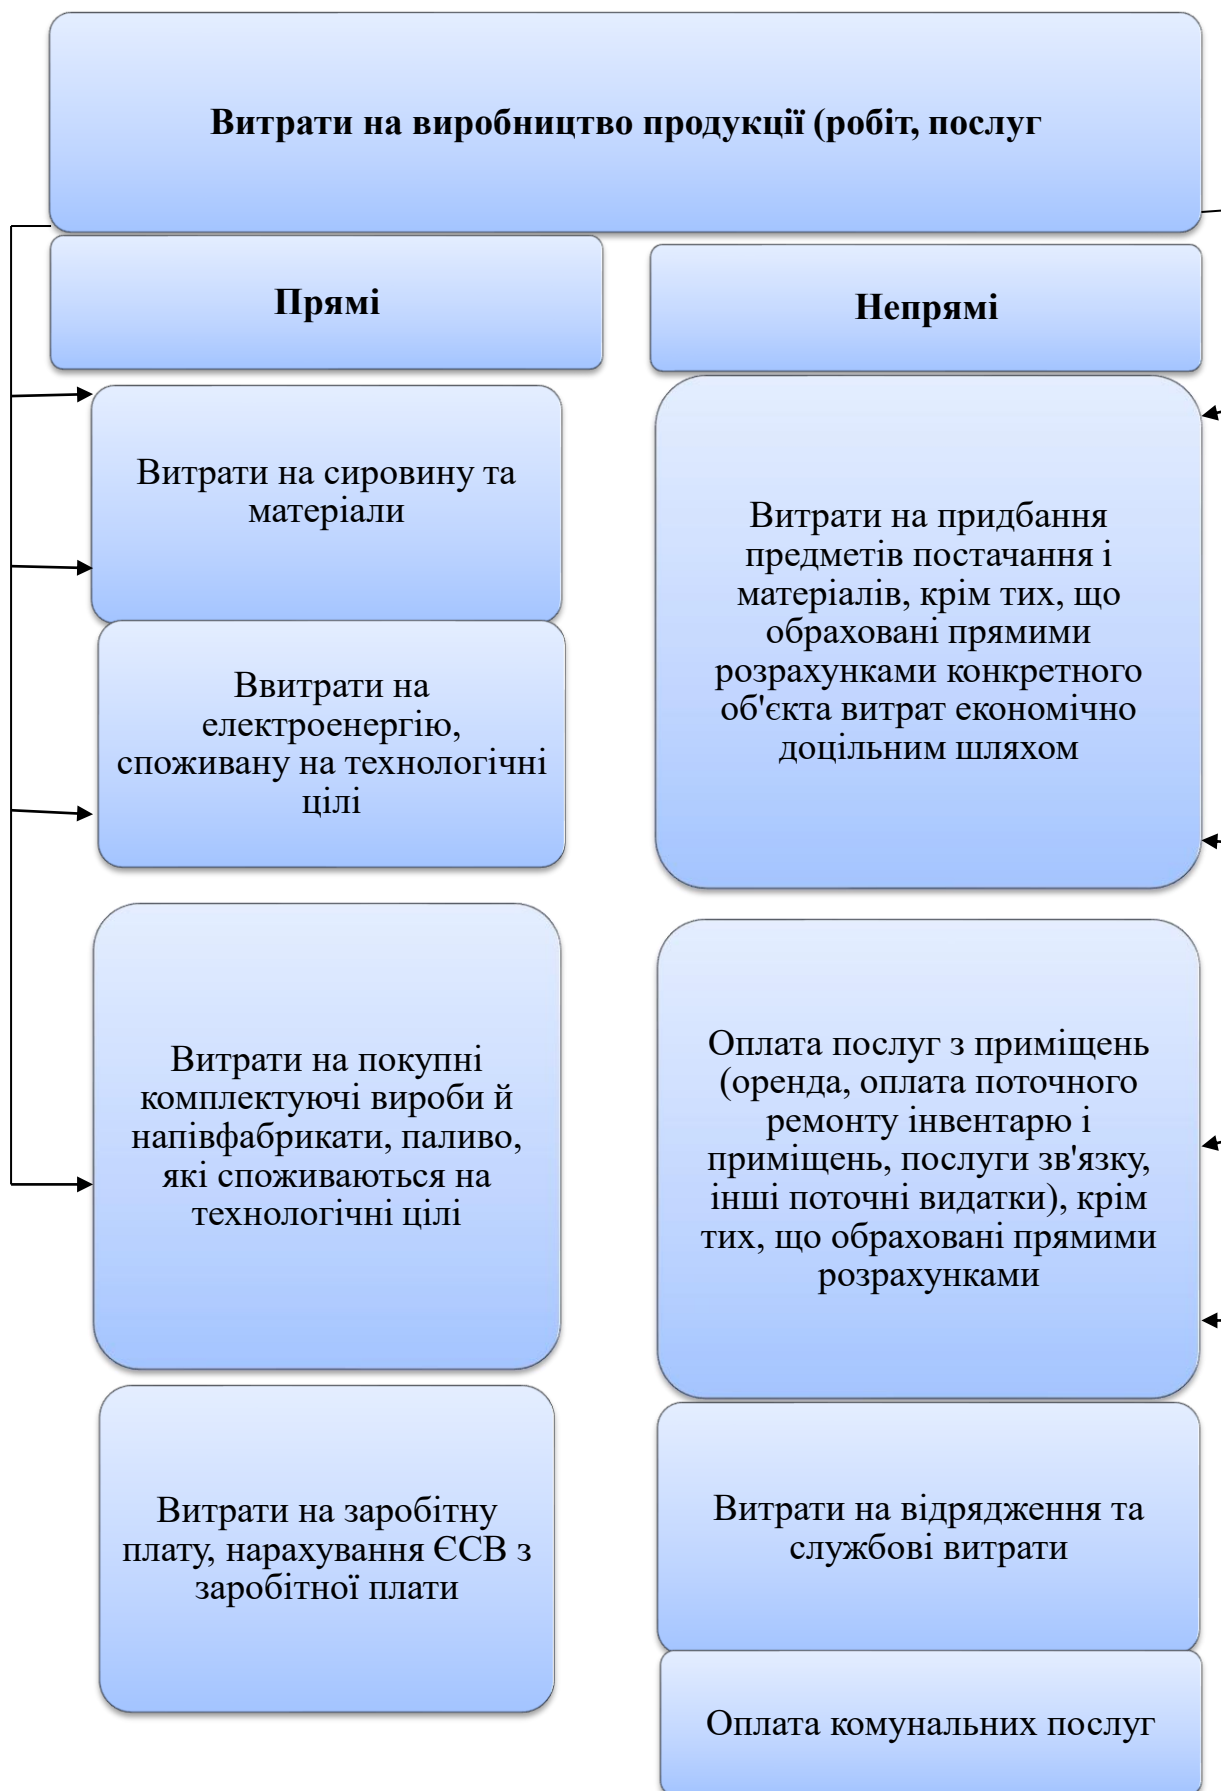 Витрати на виробництво продукції (робіт, послуг
Прямі
Непрямі
Витрати на сировину та
матеріали
Ввитрати на
електроенергію,
споживану на технологічні
цілі
Витрати на покупні
комплектуючі вироби й
напівфабрикати, паливо,
які споживаються на
технологічні цілі
Витрати на заробітну
плату, нарахування ЄСВ з
заробітної плати
Витрати на придбання
предметів постачання і
матеріалів, крім тих, що
обраховані прямими
розрахунками конкретного
об'єкта витрат економічно
доцільним шляхом
Оплата послуг з приміщень
(оренда, оплата поточного
ремонту інвентарю і
приміщень, послуги зв'язку,
інші поточні видатки), крім
тих, що обраховані прямими
розрахунками
Витрати на відрядження та
службові витрати
Оплата комунальних послуг